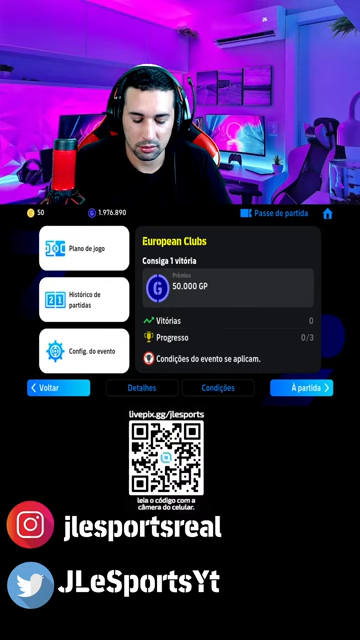 50
1.976.890
Passe de partida
Plano de jogo
Histórico de
partidas
Config. do evento
European Clubs
Consiga 1 vitória
Prêmios
50.000 GP
Vitórias 0
Progresso 0/3
Condições do evento se aplicam.
Voltar
Detalhes
Condições
À partida
livepix.gg/jlesports
leia o código com a
câmera do celular.
jlesportsreal
JLeSportsYt